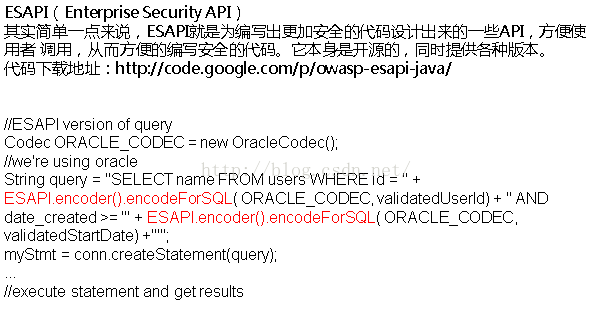 ESAPI（Enterprise Security API）
其实简单一点来说，ESAPI就是为编写出更加安全的代码设计出来的一些API，方便使
用者 调用，从而方便的编写安全的代码。它本身是开源的，同时提供各种版本。
代码下载地址：http://code.google.com/p/owasp-esapi-java/
//ESAPI version of query
Codec ORACLE_CODEC = new OracleCodec();
//we're using oracle
http://blog.csdn.net/
String query = "SELECT name FROM users WHERE id = " +
ESAPI.encoder().encodeForSQL( ORACLE_CODEC, validatedUserId) + " AND
date_created >= '" + ESAPI.encoder().encodeForSQL( ORACLE_CODEC,
validatedStartDate) +"'";
myStmt = conn.createStatement(query);
...
//execute statement and get results